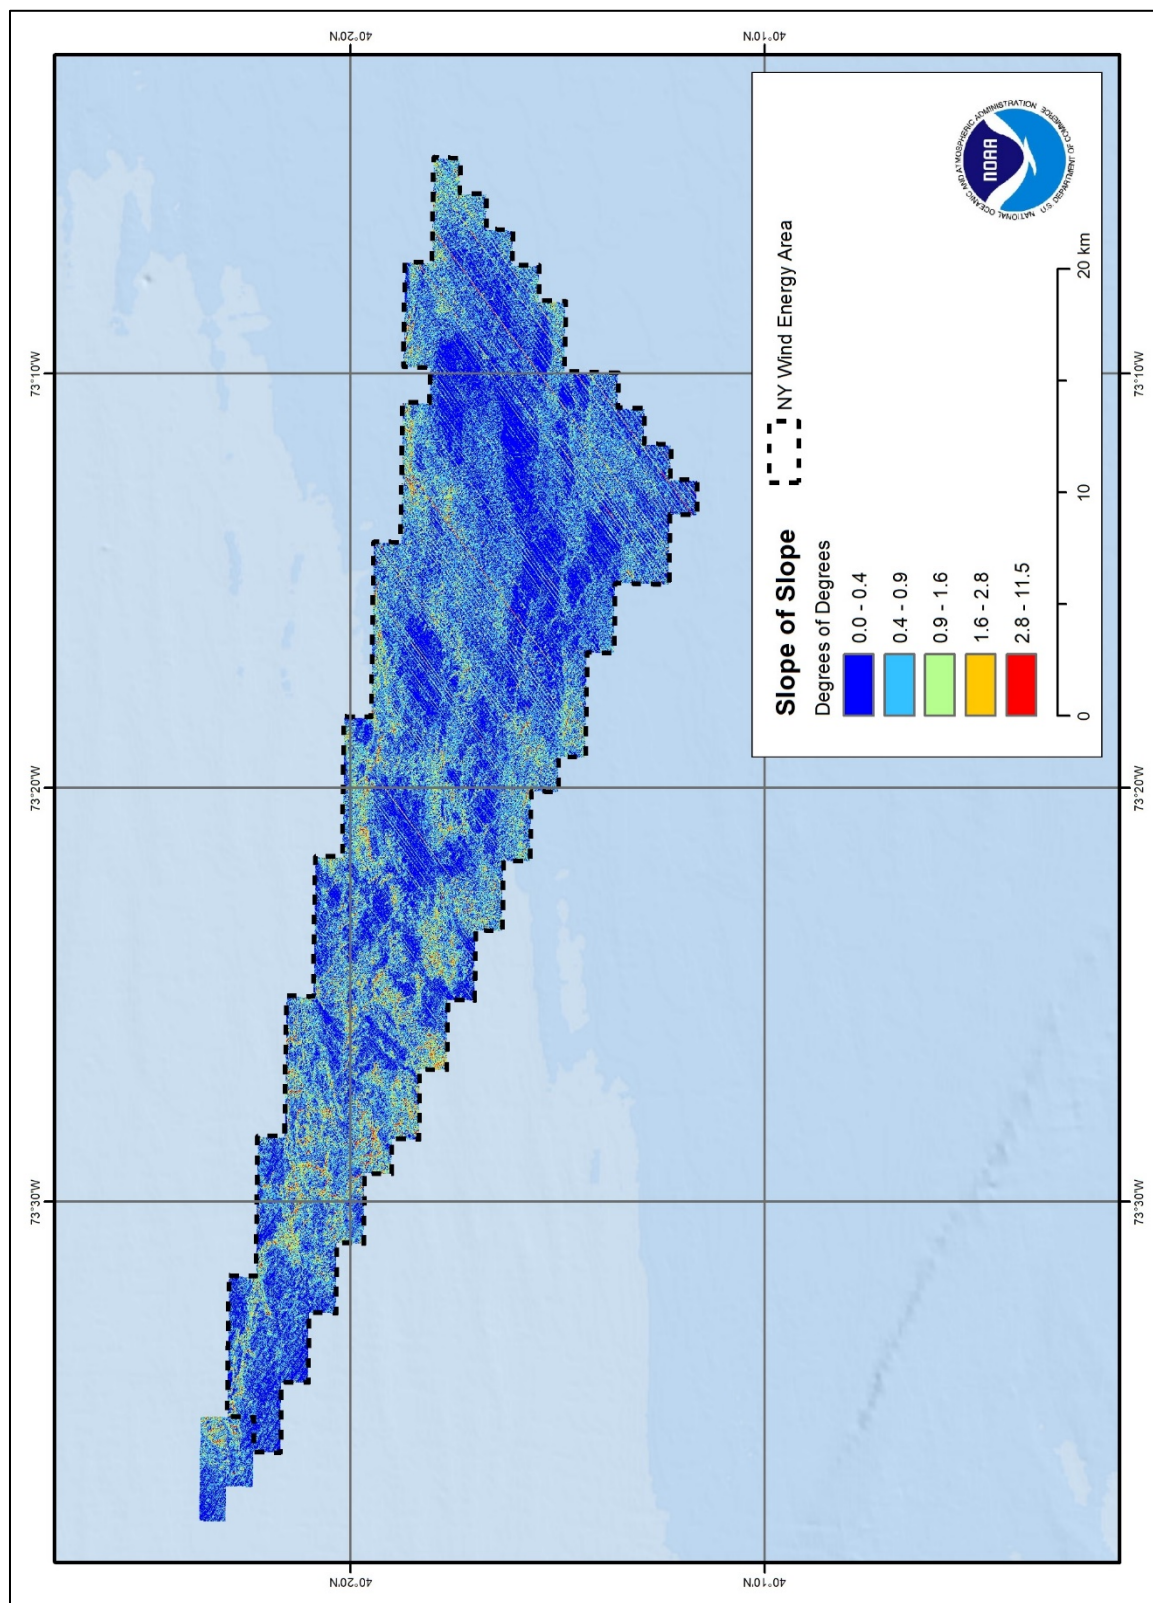 73°30'W
73°20'W
73°10'W
40°20'N
40°20'N
40°10'N
40°10'N
73°30'W
73°20'W
73°10'W
Slope of Slope
Degrees of Degrees
0.0 - 0.4
0.4 - 0.9
0.9 - 1.6
1.6 - 2.8
2.8 - 11.5
NY Wind Energy Area
0
10
20 km
NATIONAL OCEANIC AND ATMOSPHERIC ADMINISTRATION
U.S. DEPARTMENT OF COMMERCE
NOAA